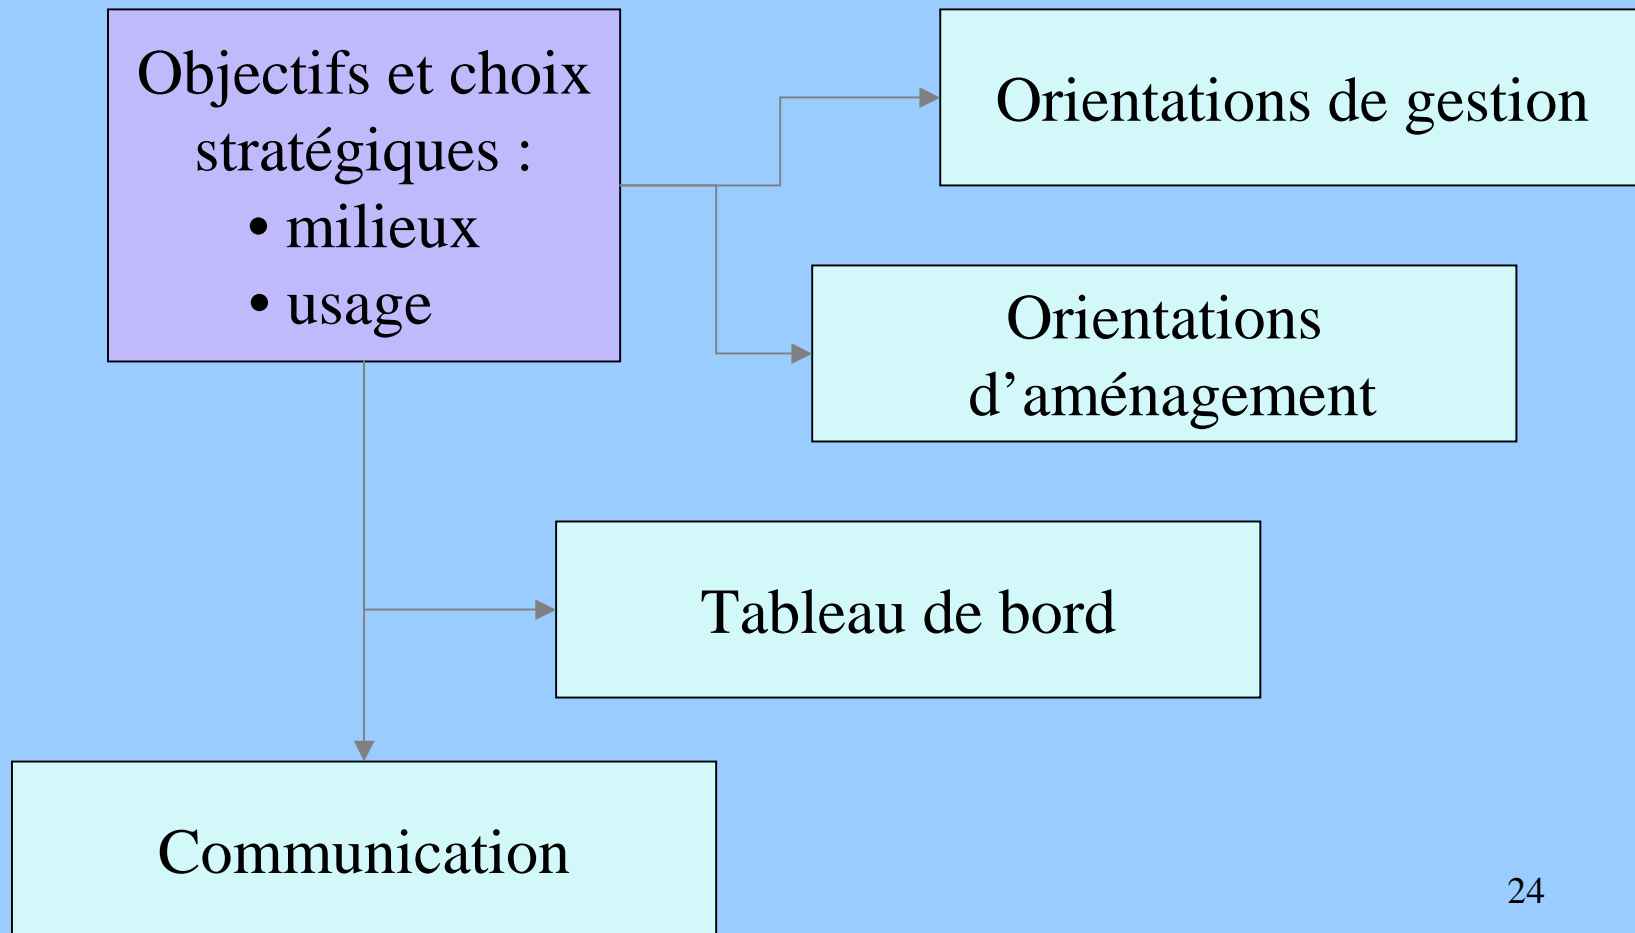 Objectifs et choix
stratégiques :
• milieux
• usage
Orientations de gestion
Orientations
d’aménagement
Tableau de bord
Communication
24